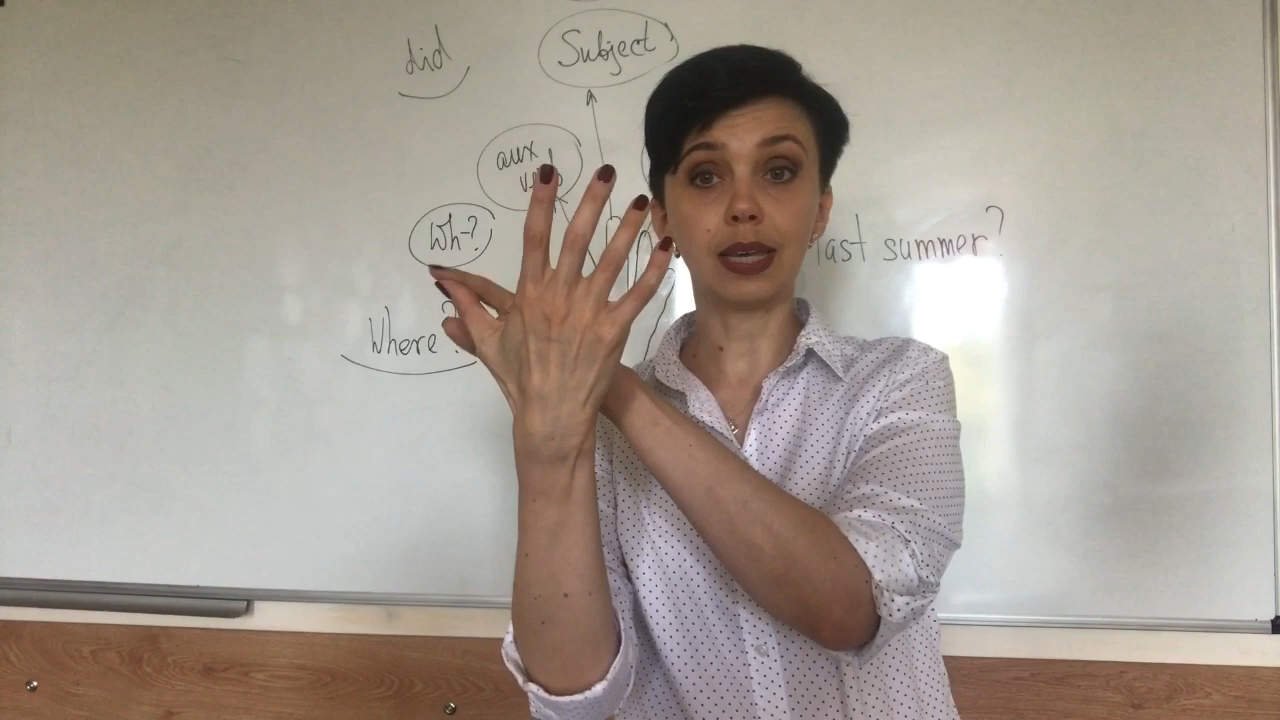 did
Subject
aux
Wh-?
Where?
last summer?